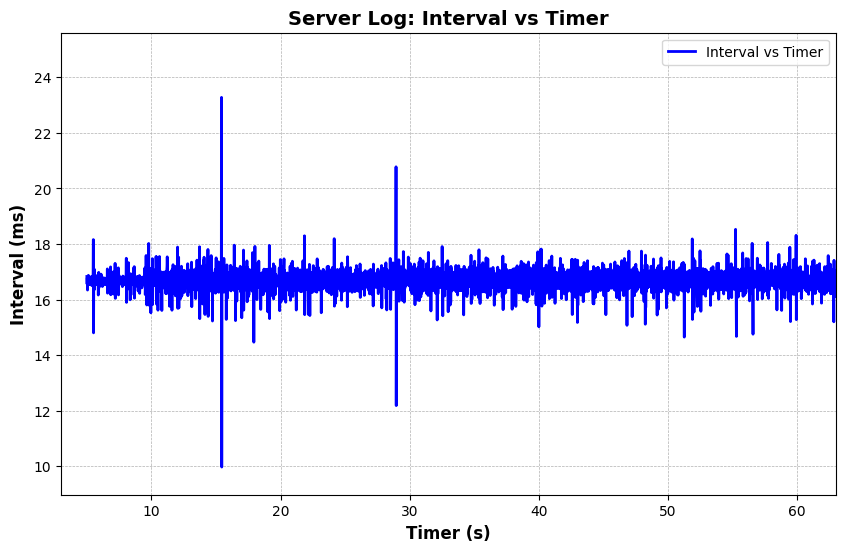 Server Log: Interval vs Timer
Interval vs Timer
24
22
20
18
16
14
12
10
Interval (ms)
10 20 30 40 50 60
Timer (s)